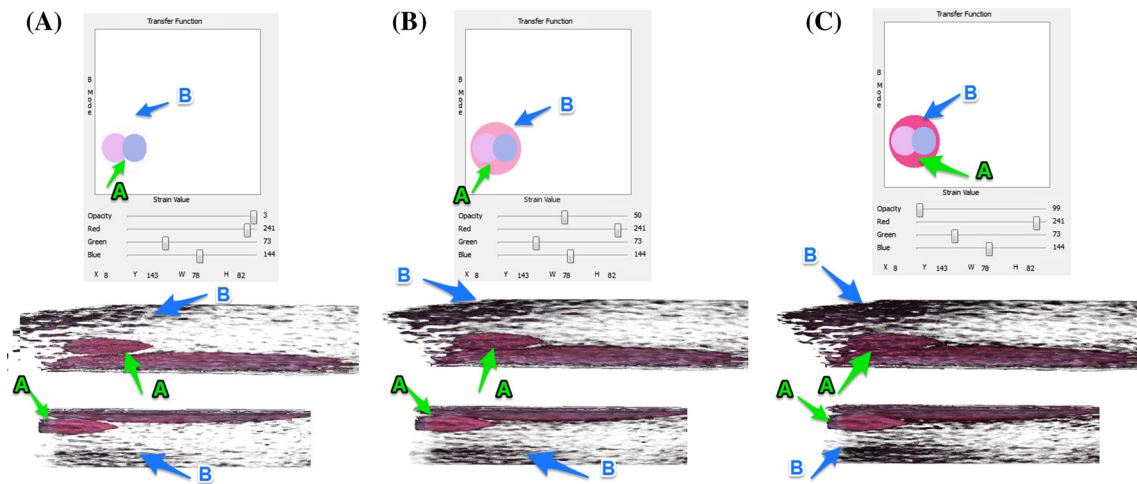 (A)
Transfer Function
B Mode
B
A
Strain Value
Opacity 3
Red 241
Green 73
Blue 144
X 8 Y 143 W 78 H 82
B
A
A
B
(B)
Transfer Function
B Mode
B
A
Strain Value
Opacity 50
Red 241
Green 73
Blue 144
X 8 Y 143 W 78 H 82
B
A
A
B
(C)
Transfer Function
B Mode
B
A
Strain Value
Opacity 99
Red 241
Green 73
Blue 144
X 8 Y 143 W 78 H 82
B
A
A
B